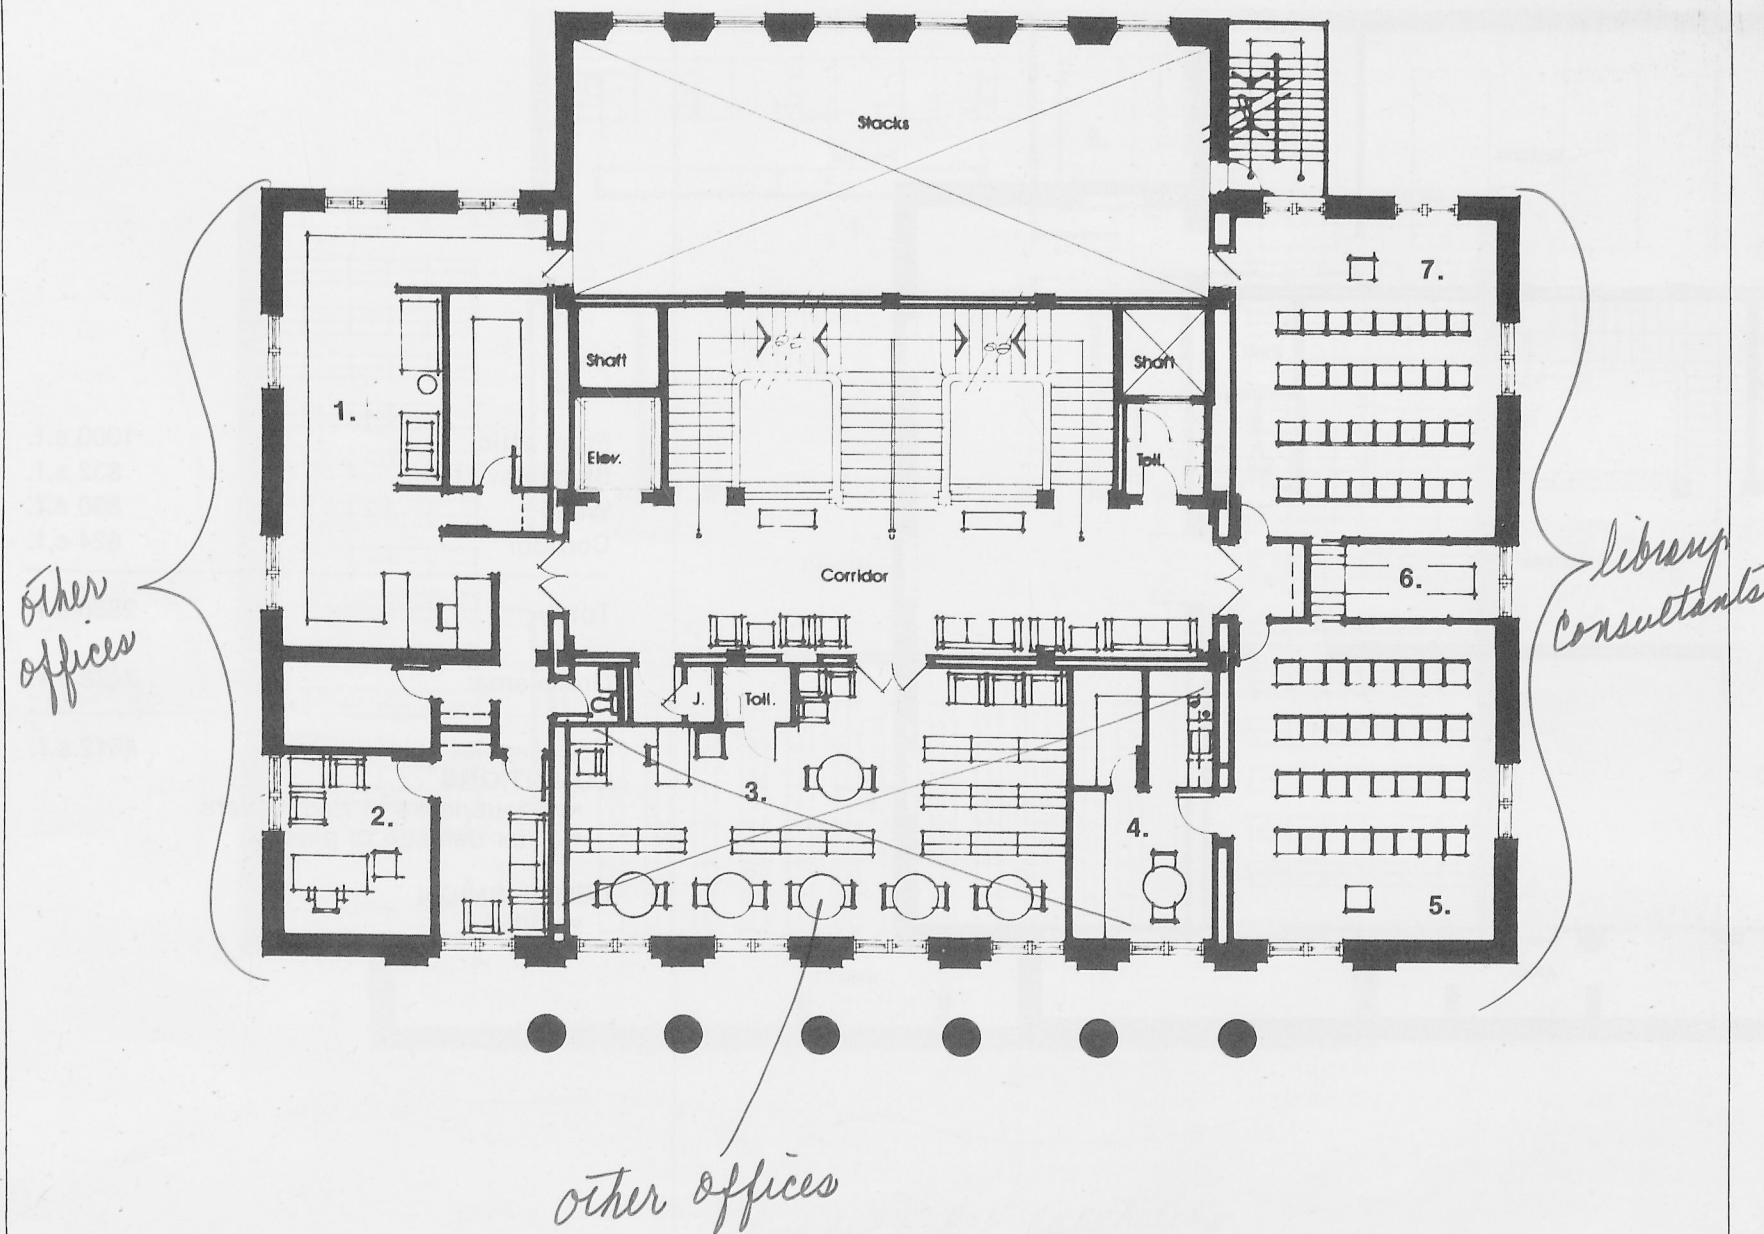 Stacks
7.
Shaft
Shaft
1.
Elev.
Toil.
Corridor
6.
other
offices
library
consultants
J.
Toil.
3.
2.
4.
5.
other offices